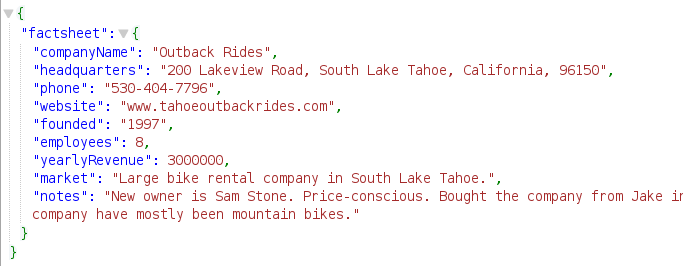 {
"factsheet": {
"companyName": "Outback Rides",
"headquarters": "200 Lakeview Road, South Lake Tahoe, California, 96150",
"phone": "530-404-7796",
"website": "www.tahoeoutbackrides.com",
"founded": "1997",
"employees": 8,
"yearlyRevenue": 3000000,
"market": "Large bike rental company in South Lake Tahoe.",
"notes": "New owner is Sam Stone. Price-conscious. Bought the company from Jake in
company have mostly been mountain bikes."
}
}